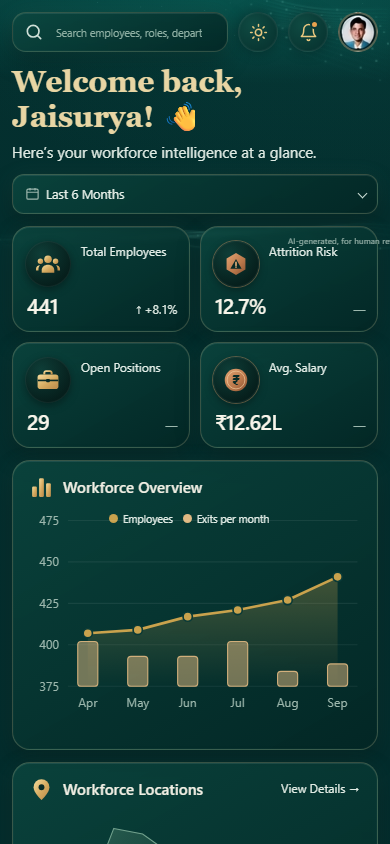 Search employees, roles, depart
Welcome back,
Jaisurya! 👋
Here's your workforce intelligence at a glance.
Last 6 Months
AI-generated, for human re
Total Employees
441
↑ +8.1%
Attrition Risk
12.7%
—
Open Positions
29
—
Avg. Salary
₹
₹12.62L
—
Workforce Overview
Employees
Exits per month
475
450
425
400
375
Apr
May
Jun
Jul
Aug
Sep
Workforce Locations
View Details →